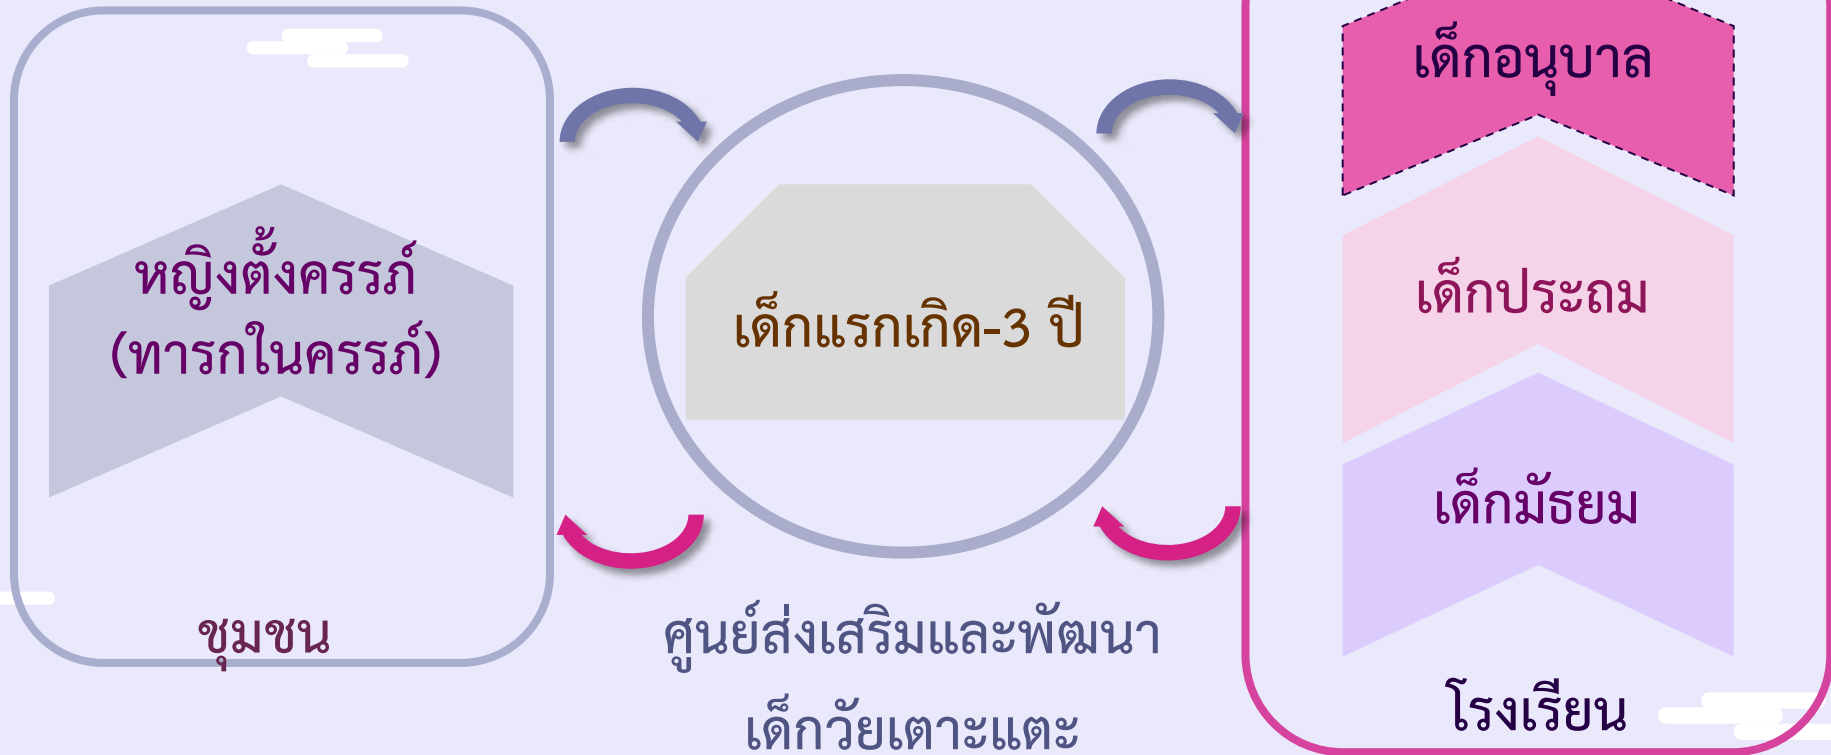 หญิงตั้งครรภ์
(ทารกในครรภ์)
ชุมชน
เด็กแรกเกิด-3 ปี
ศูนย์ส่งเสริมและพัฒนา
เด็กวัยเตาะแตะ
เด็กอนุบาล
เด็กประถม
เด็กมัธยม
โรงเรียน